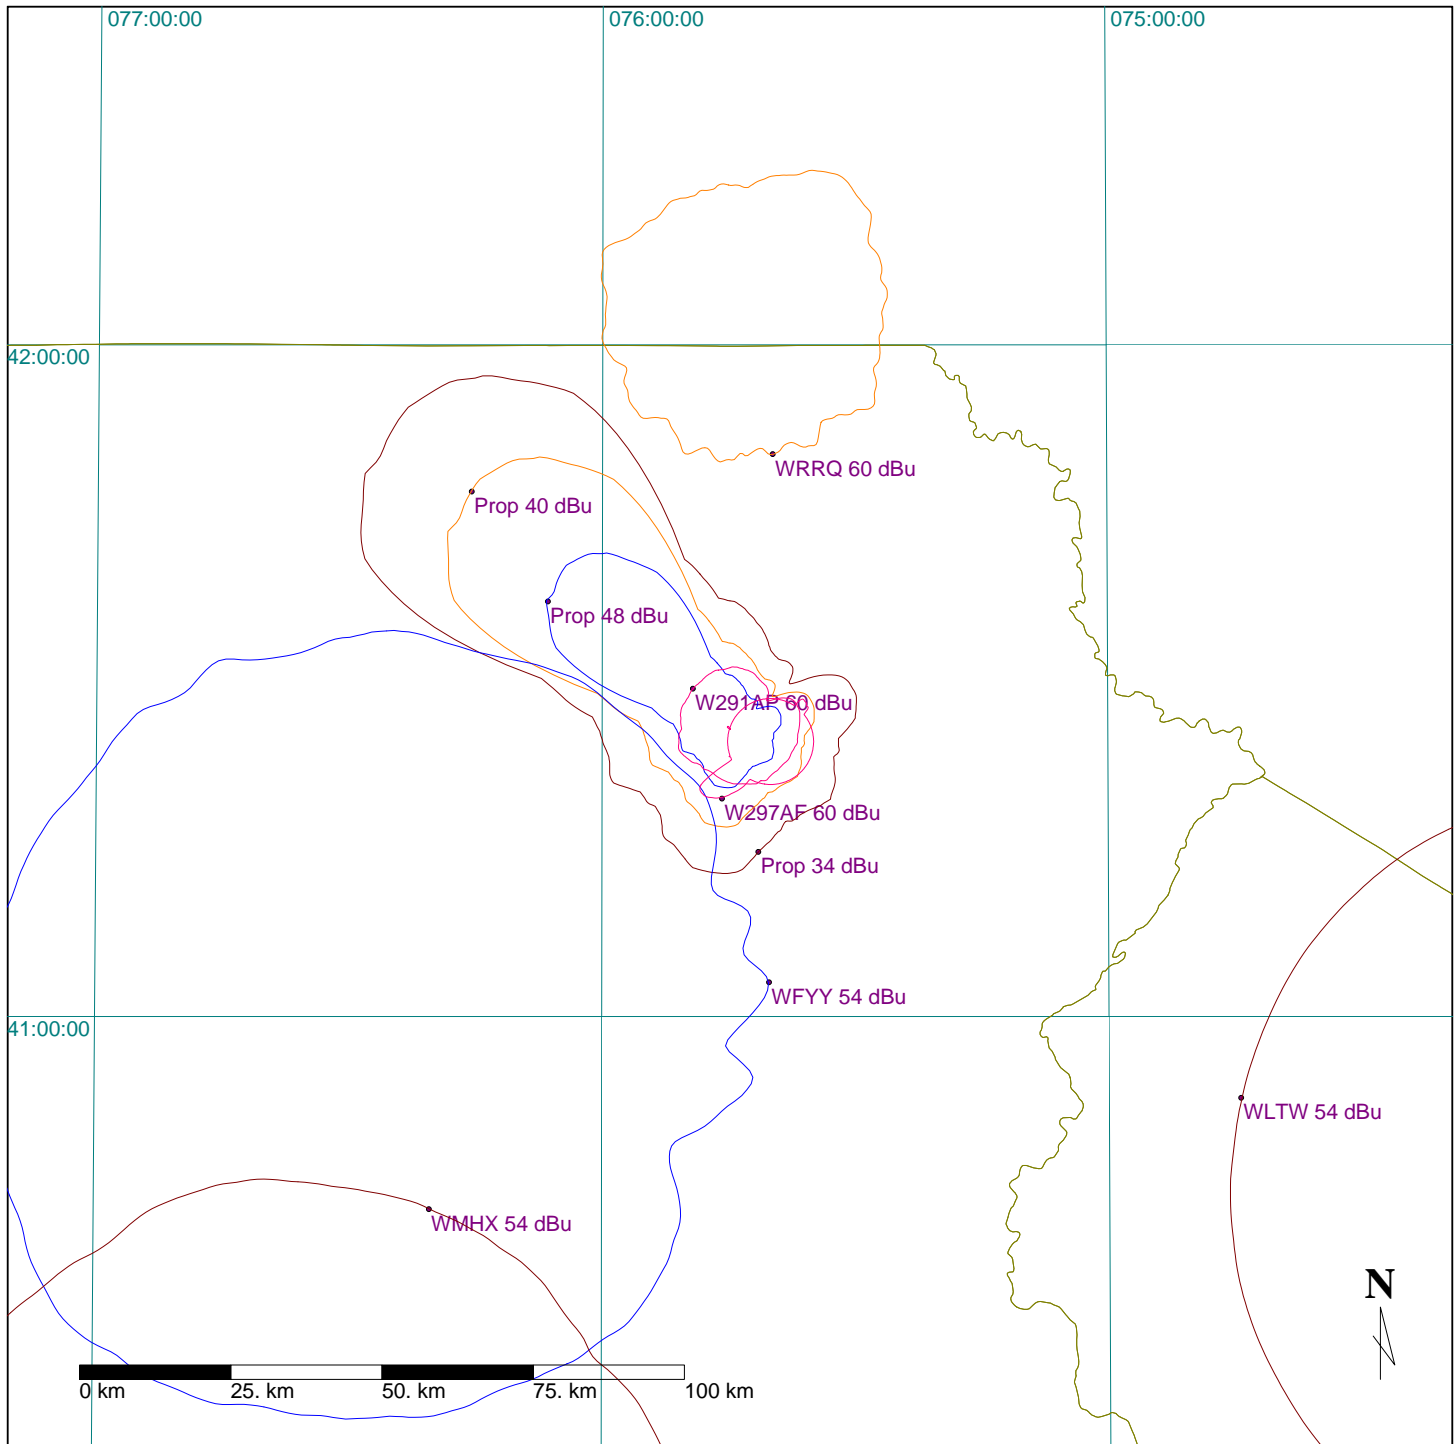 077:00:00
076:00:00
075:00:00
42:00:00
WRRQ 60 dBu
Prop 40 dBu
Prop 48 dBu
W291AP 60 dBu
W297AF 60 dBu
Prop 34 dBu
WFYY 54 dBu
41:00:00
WLTW 54 dBu
WMHX 54 dBu
N
0 km
25. km
50. km
75. km
100 km